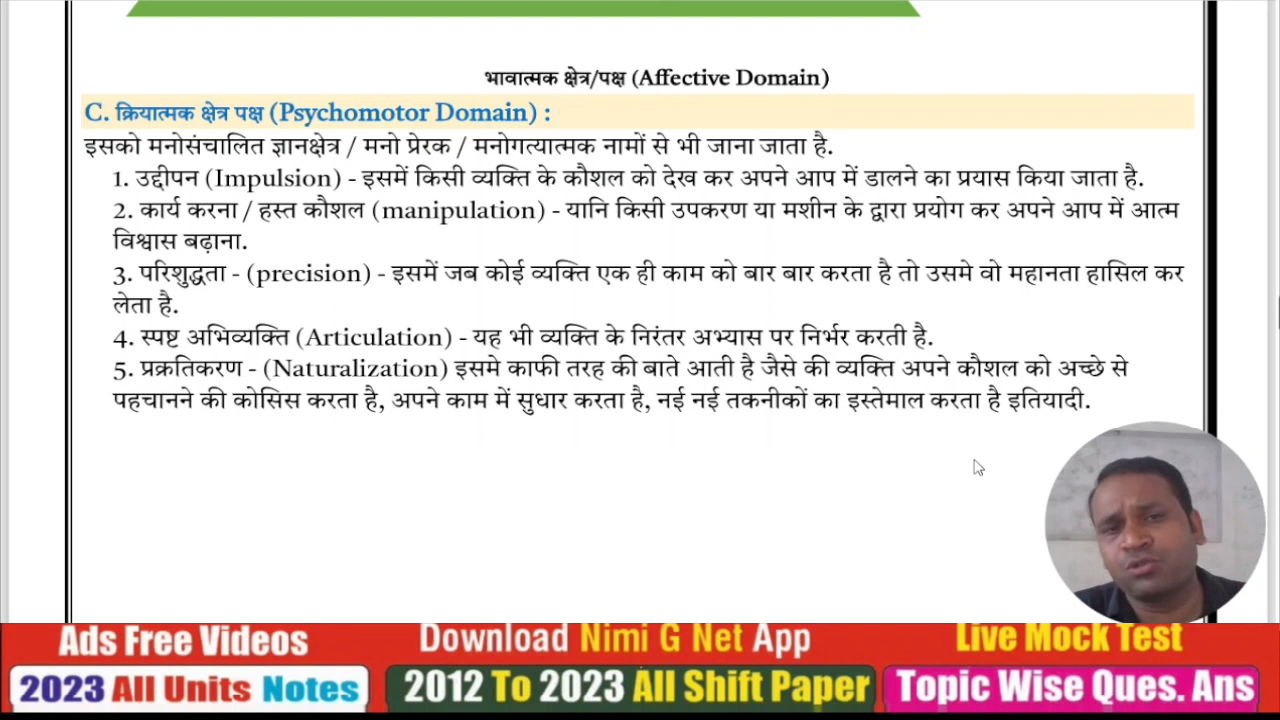 भावात्मक क्षेत्र/पक्ष (Affective Domain)
C. क्रियात्मक क्षेत्र पक्ष (Psychomotor Domain) :
इसको मनोसंचालित ज्ञानक्षेत्र / मनो प्रेरक / मनोगत्यात्मक नामों से भी जाना जाता है.
1. उद्दीपन (Impulsion) - इसमें किसी व्यक्ति के कौशल को देख कर अपने आप में डालने का प्रयास किया जाता है.
2. कार्य करना / हस्त कौशल (manipulation) - यानि किसी उपकरण या मशीन के द्वारा प्रयोग कर अपने आप में आत्म
विश्वास बढ़ाना.
3. परिशुद्धता - (precision) - इसमें जब कोई व्यक्ति एक ही काम को बार बार करता है तो उसमे वो महानता हासिल कर
लेता है.
4. स्पष्ट अभिव्यक्ति (Articulation) - यह भी व्यक्ति के निरंतर अभ्यास पर निर्भर करती है.
5. प्रक्रतिकरण - (Naturalization) इसमे काफी तरह की बाते आती है जैसे की व्यक्ति अपने कौशल को अच्छे से
पहचानने की कोसिस करता है, अपने काम में सुधार करता है, नई नई तकनीकों का इस्तेमाल करता है इतियादी.
Ads Free Videos
Download Nimi G Net App
Live Mock Test
2023 All Units Notes
2012 To 2023 All Shift Paper
Topic Wise Ques. Ans